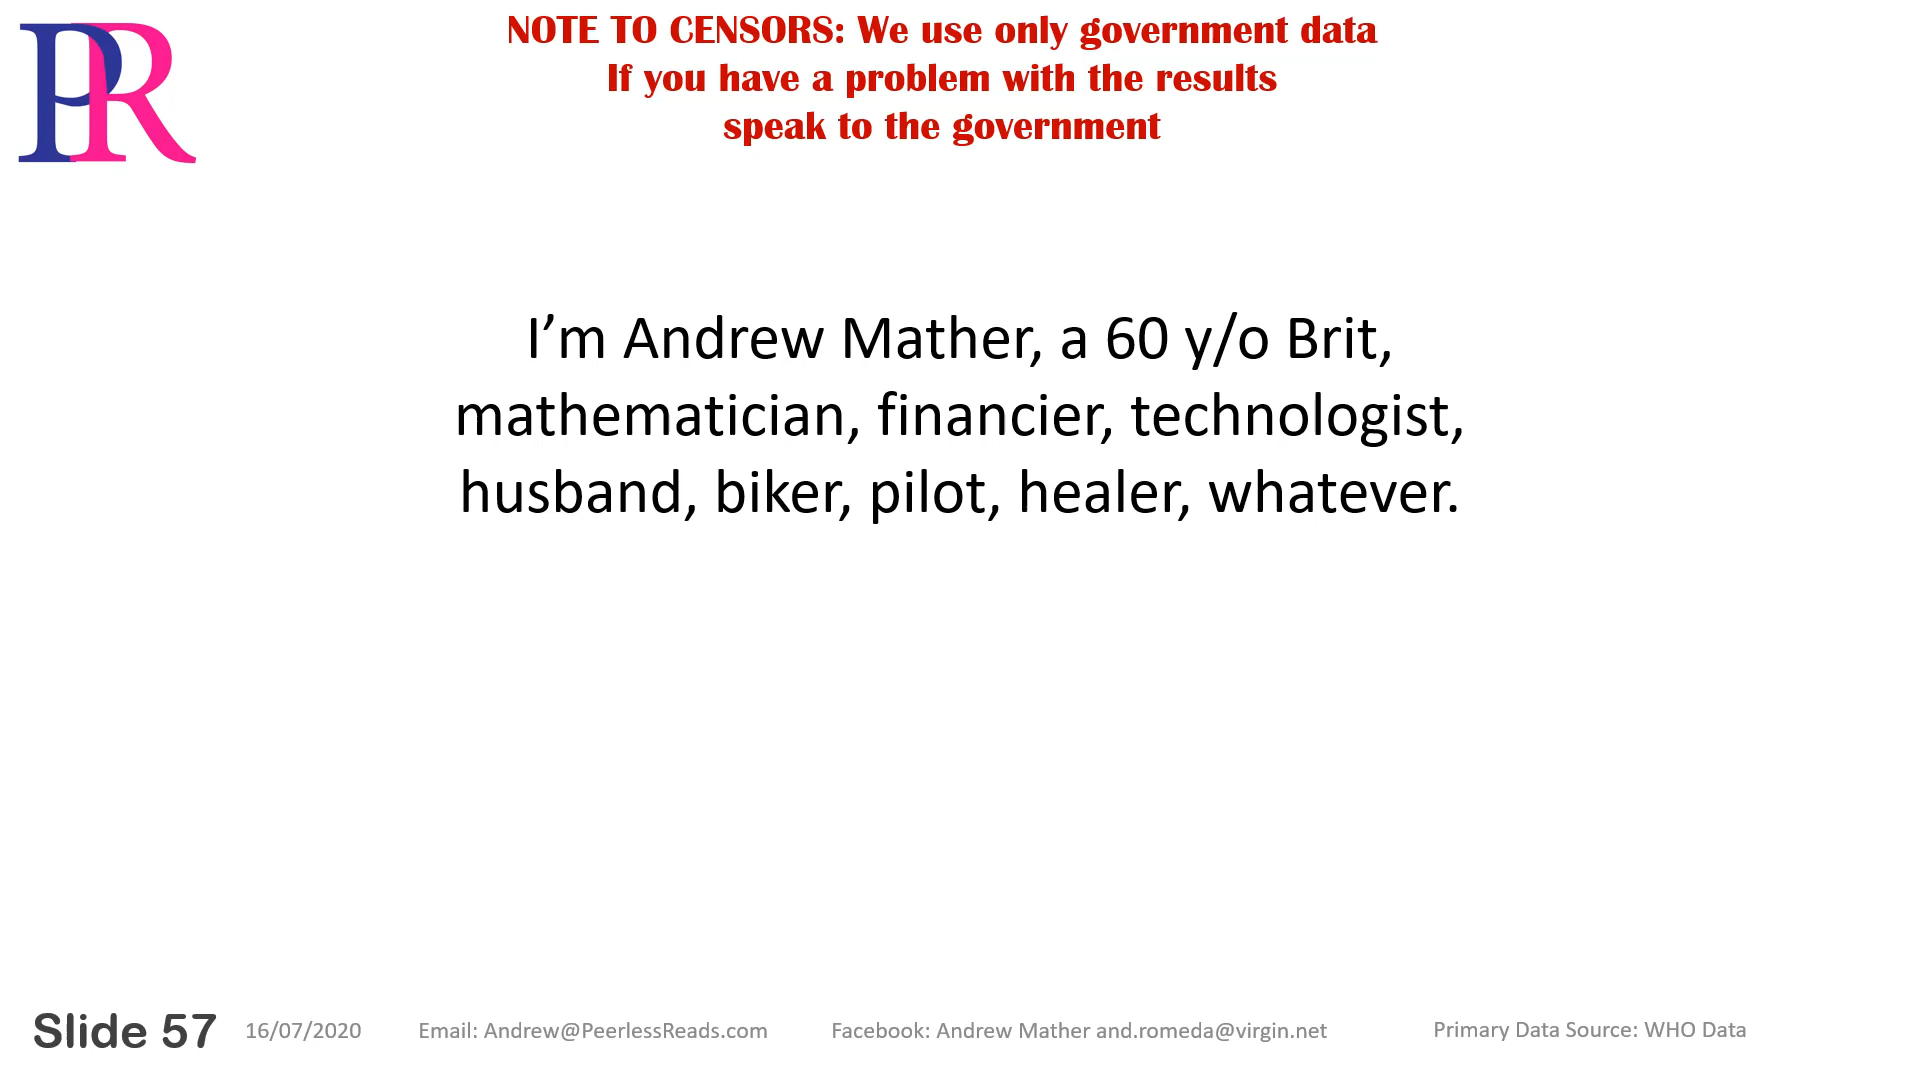 PR
NOTE TO CENSORS: We use only government data
If you have a problem with the results
speak to the government
I’m Andrew Mather, a 60 y/o Brit,
mathematician, financier, technologist,
husband, biker, pilot, healer, whatever.
Slide 57 16/07/2020 Email: Andrew@PeerlessReads.com Facebook: Andrew Mather and.romeda@virgin.net Primary Data Source: WHO Data